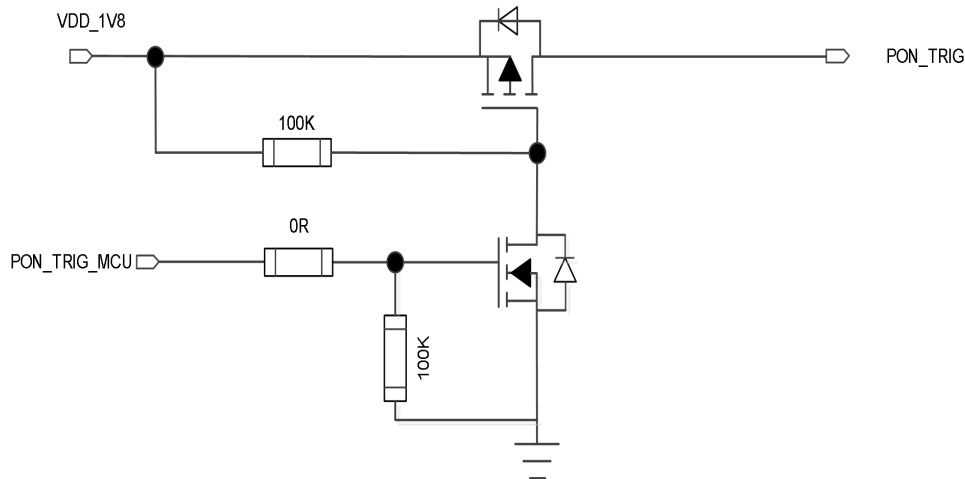 VDD_1V8
PON_TRIG
100K
0R
PON_TRIG_MCU
100K